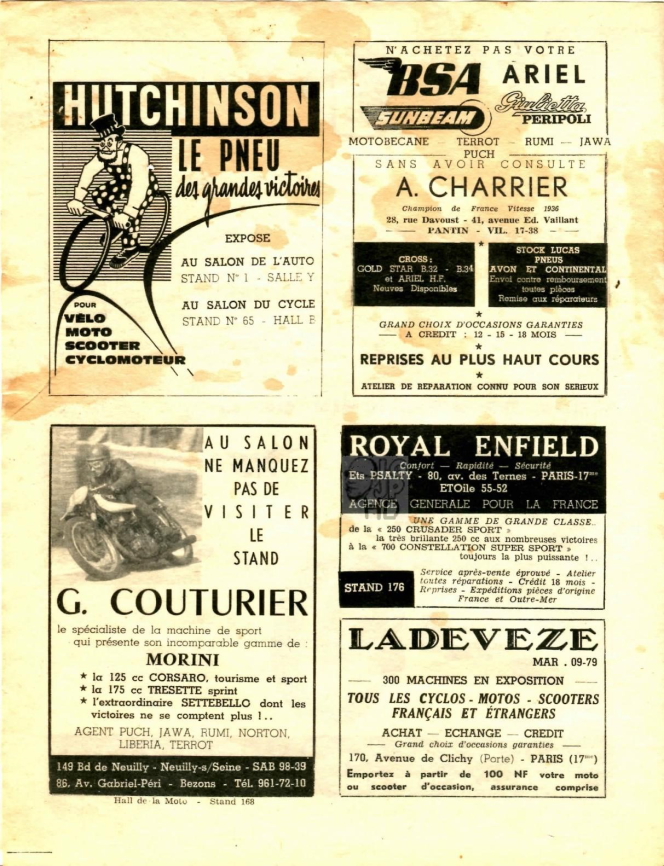 HUTCHINSON
LE PNEU
des grandes victoires
EXPOSE
AU SALON DE L'AUTO
STAND N° 1 - SALLE Y
AU SALON DU CYCLE
STAND N° 65 - HALL B
POUR
VÉLO
MOTO
SCOOTER
CYCLOMOTEUR
N'ACHETEZ PAS VOTRE
BSA ARIEL
SUNBEAM Giulietta
PERIPOLI
MOTOBECANE TERROT - RUMI - JAWA
PUCH
SANS AVOIR CONSULTE
A. CHARRIER
Champion de France Vitesse 1936
28, rue Davoust - 41, avenue Ed. Vaillant
PANTIN - VIL. 17-38
CROSS :
GOLD STAR B.32 - B.34
et ARIEL H.F.
Neuves Disponibles
STOCK LUCAS
PNEUS
AVON ET CONTINENTAL
Envoi contre remboursement
toutes pièces
Remise aux réparateurs
GRAND CHOIX D'OCCASIONS GARANTIES
A CREDIT : 12 - 15 - 18 MOIS
REPRISES AU PLUS HAUT COURS
ATELIER DE REPARATION CONNU POUR SON SERIEUX
AU SALON
NE MANQUEZ
PAS DE
VISITER
LE
STAND
G. COUTURIER
le spécialiste de la machine de sport
qui présente son incomparable gamme de :
MORINI
★ la 125 cc CORSARO, tourisme et sport
★ la 175 cc TRESETTE sprint
★ l'extraordinaire SETTEBELLO dont les
victoires ne se comptent plus !..
AGENT PUCH, JAWA, RUMI, NORTON,
LIBERIA, TERROT
149 Bd de Neuilly - Neuilly-s/Seine - SAB 98-39
86, Av. Gabriel-Péri - Bezons - Tél. 961-72-10
Hall de la Moto - Stand 168
ROYAL ENFIELD
Confort — Rapidité — Sécurité
Ets PSALTY - 80, av. des Ternes - PARIS-17me
ETOile 55-52
AGENCE GENERALE POUR LA FRANCE
UNE GAMME DE GRANDE CLASSE..
de la « 250 CRUSADER SPORT »
la très brillante 250 cc aux nombreuses victoires
à la « 700 CONSTELLATION SUPER SPORT »
toujours la plus puissante !..
STAND 176
Service après-vente éprouvé - Atelier
toutes réparations - Crédit 18 mois -
Reprises - Expéditions pièces d'origine
France et Outre-Mer
LADEVEZE
MAR. 09-79
300 MACHINES EN EXPOSITION
TOUS LES CYCLOS - MOTOS - SCOOTERS
FRANÇAIS ET ÉTRANGERS
ACHAT — ECHANGE — CREDIT
Grand choix d'occasions garanties
170, Avenue de Clichy (Porte) - PARIS (17me)
Emportez à partir de 100 NF votre moto
ou scooter d'occasion, assurance comprise